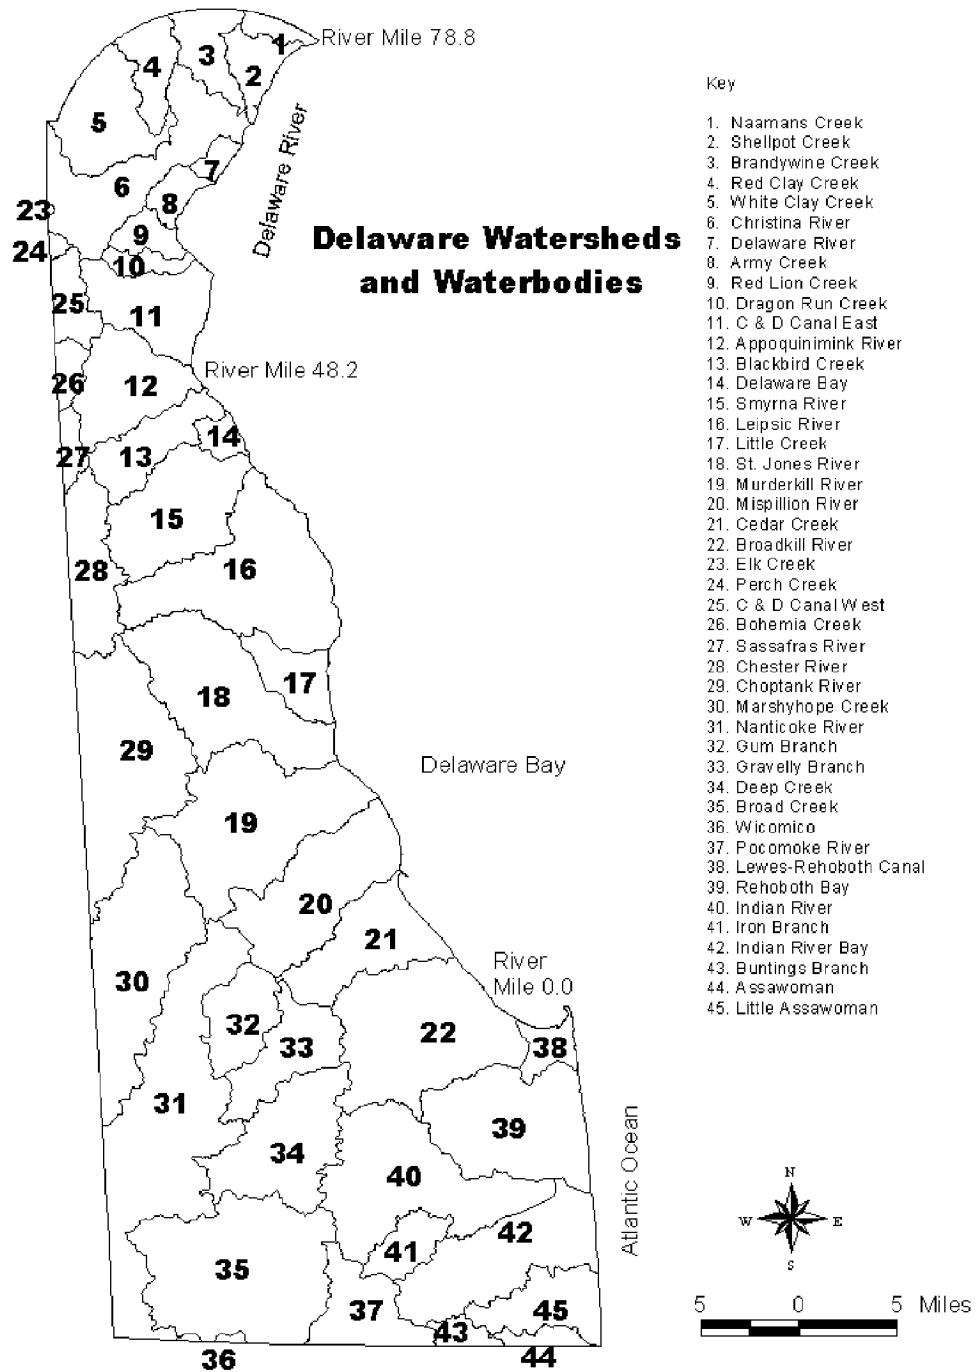 River Mile 78.8
1
3
4
2
5
Delaware River
7
6
8
23
9
Delaware Watersheds
and Waterbodies
24
10
25
11
River Mile 48.2
26
12
14
27
13
15
28
16
17
18
29
Delaware Bay
19
20
21
River
Mile 0.0
30
32
33
22
38
31
39
34
40
Atlantic Ocean
42
41
35
37
45
43
36
44
Key
1. Naamans Creek
2. Shellpot Creek
3. Brandywine Creek
4. Red Clay Creek
5. White Clay Creek
6. Christina River
7. Delaware River
8. Army Creek
9. Red Lion Creek
10. Dragon Run Creek
11. C & D Canal East
12. Appoquinimink River
13. Blackbird Creek
14. Delaware Bay
15. Smyrna River
16. Leipsic River
17. Little Creek
18. St. Jones River
19. Murderkill River
20. Mispillion River
21. Cedar Creek
22. Broadkill River
23. Elk Creek
24. Perch Creek
25. C & D Canal West
26. Bohemia Creek
27. Sassafras River
28. Chester River
29. Choptank River
30. Marshyhope Creek
31. Nanticoke River
32. Gum Branch
33. Gravelly Branch
34. Deep Creek
35. Broad Creek
36. Wicomico
37. Pocomoke River
38. Lewes-Rehoboth Canal
39. Rehoboth Bay
40. Indian River
41. Iron Branch
42. Indian River Bay
43. Buntings Branch
44. Assawoman
45. Little Assawoman
N
W E
S
5 0 5 Miles